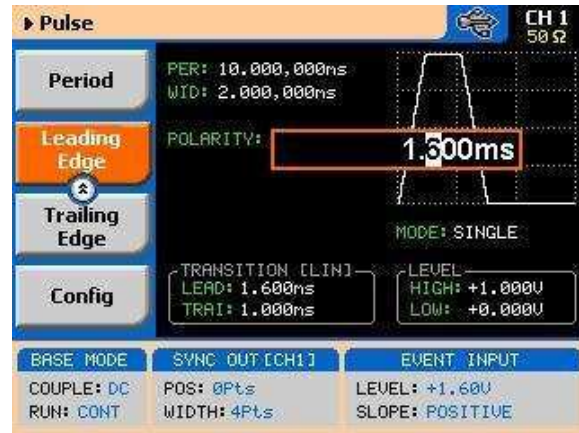 Pulse
CH 1
50 Ω
Period
PER: 10.000,000ms
WID: 2.000,000ms
Leading
Edge
POLARITY:
1.600ms
Trailing
Edge
MODE: SINGLE
Config
TRANSITION [LIN]
LEAD: 1.600ms
TRAI: 1.000ms
LEVEL
HIGH: +1.000V
LOW: +0.000V
BASE MODE
COUPLE: DC
RUN: CONT
SYNC OUT [CH1]
POS: 0Pts
WIDTH: 4Pts
EVENT INPUT
LEVEL: +1.60V
SLOPE: POSITIVE